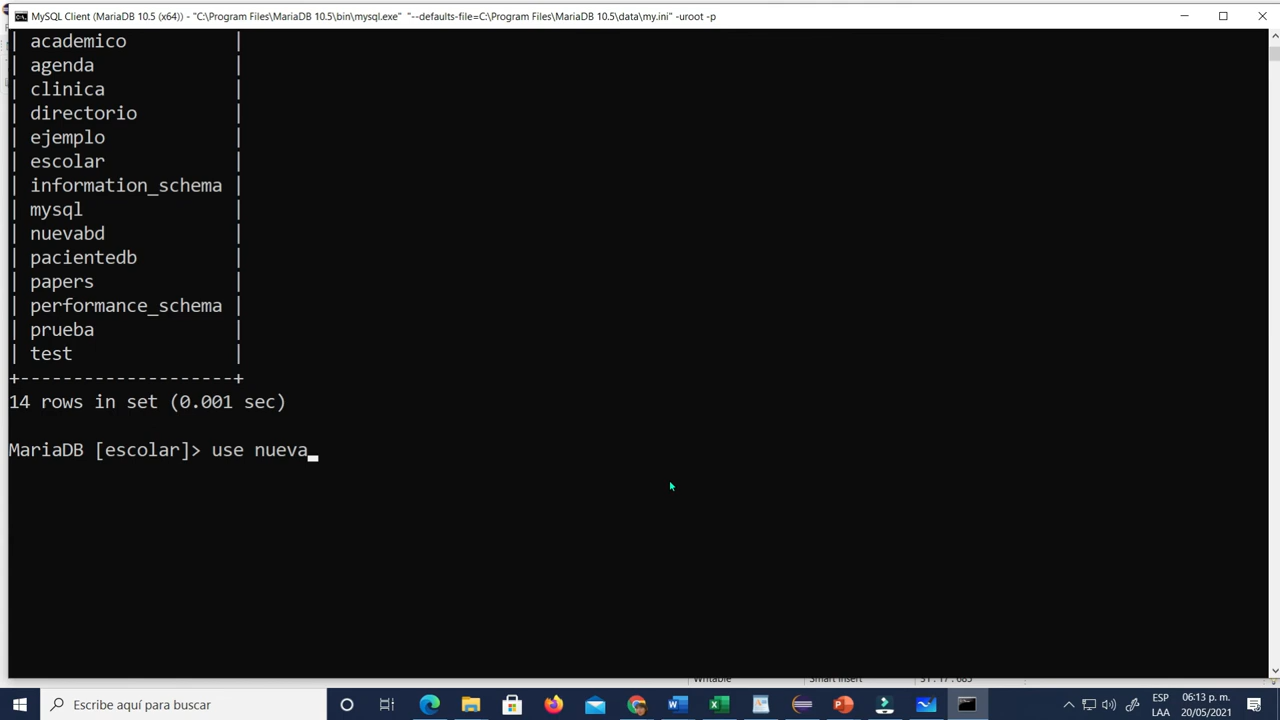 MySQL Client (MariaDB 10.5 (x64)) - "C:\Program Files\MariaDB 10.5\bin\mysql.exe" "--defaults-file=C:\Program Files\MariaDB 10.5\data\my.ini" -uroot -p
| academico |
| agenda |
| clinica |
| directorio |
| ejemplo |
| escolar |
| information_schema |
| mysql |
| nuevabd |
| pacientedb |
| papers |
| performance_schema |
| prueba |
| test |
+--------------------+
14 rows in set (0.001 sec)
MariaDB [escolar]> use nueva_
Escribe aquí para buscar
ESP
LAA
06:13 p. m.
20/05/2021